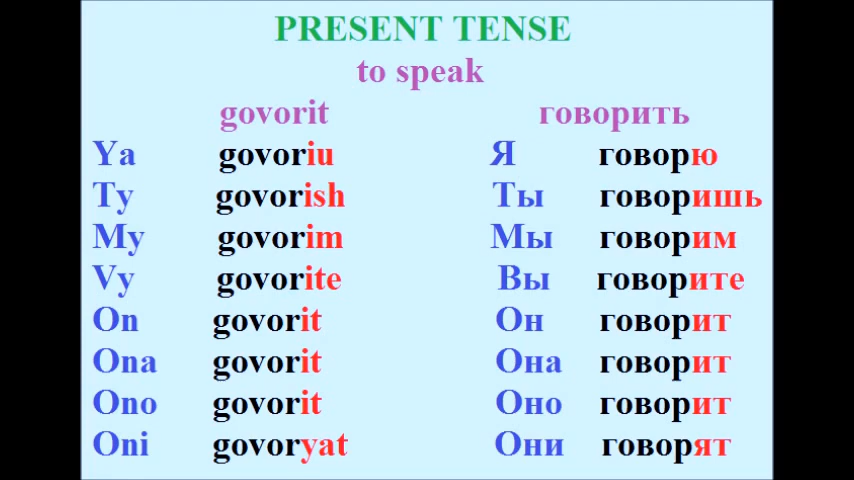 PRESENT TENSE
to speak
govorit говорить
Ya govoriu Я говорю
Ty govorish Ты говоришь
My govorim Мы говорим
Vy govorite Вы говорите
On govorit Он говорит
Ona govorit Она говорит
Ono govorit Оно говорит
Oni govoryat Они говорят